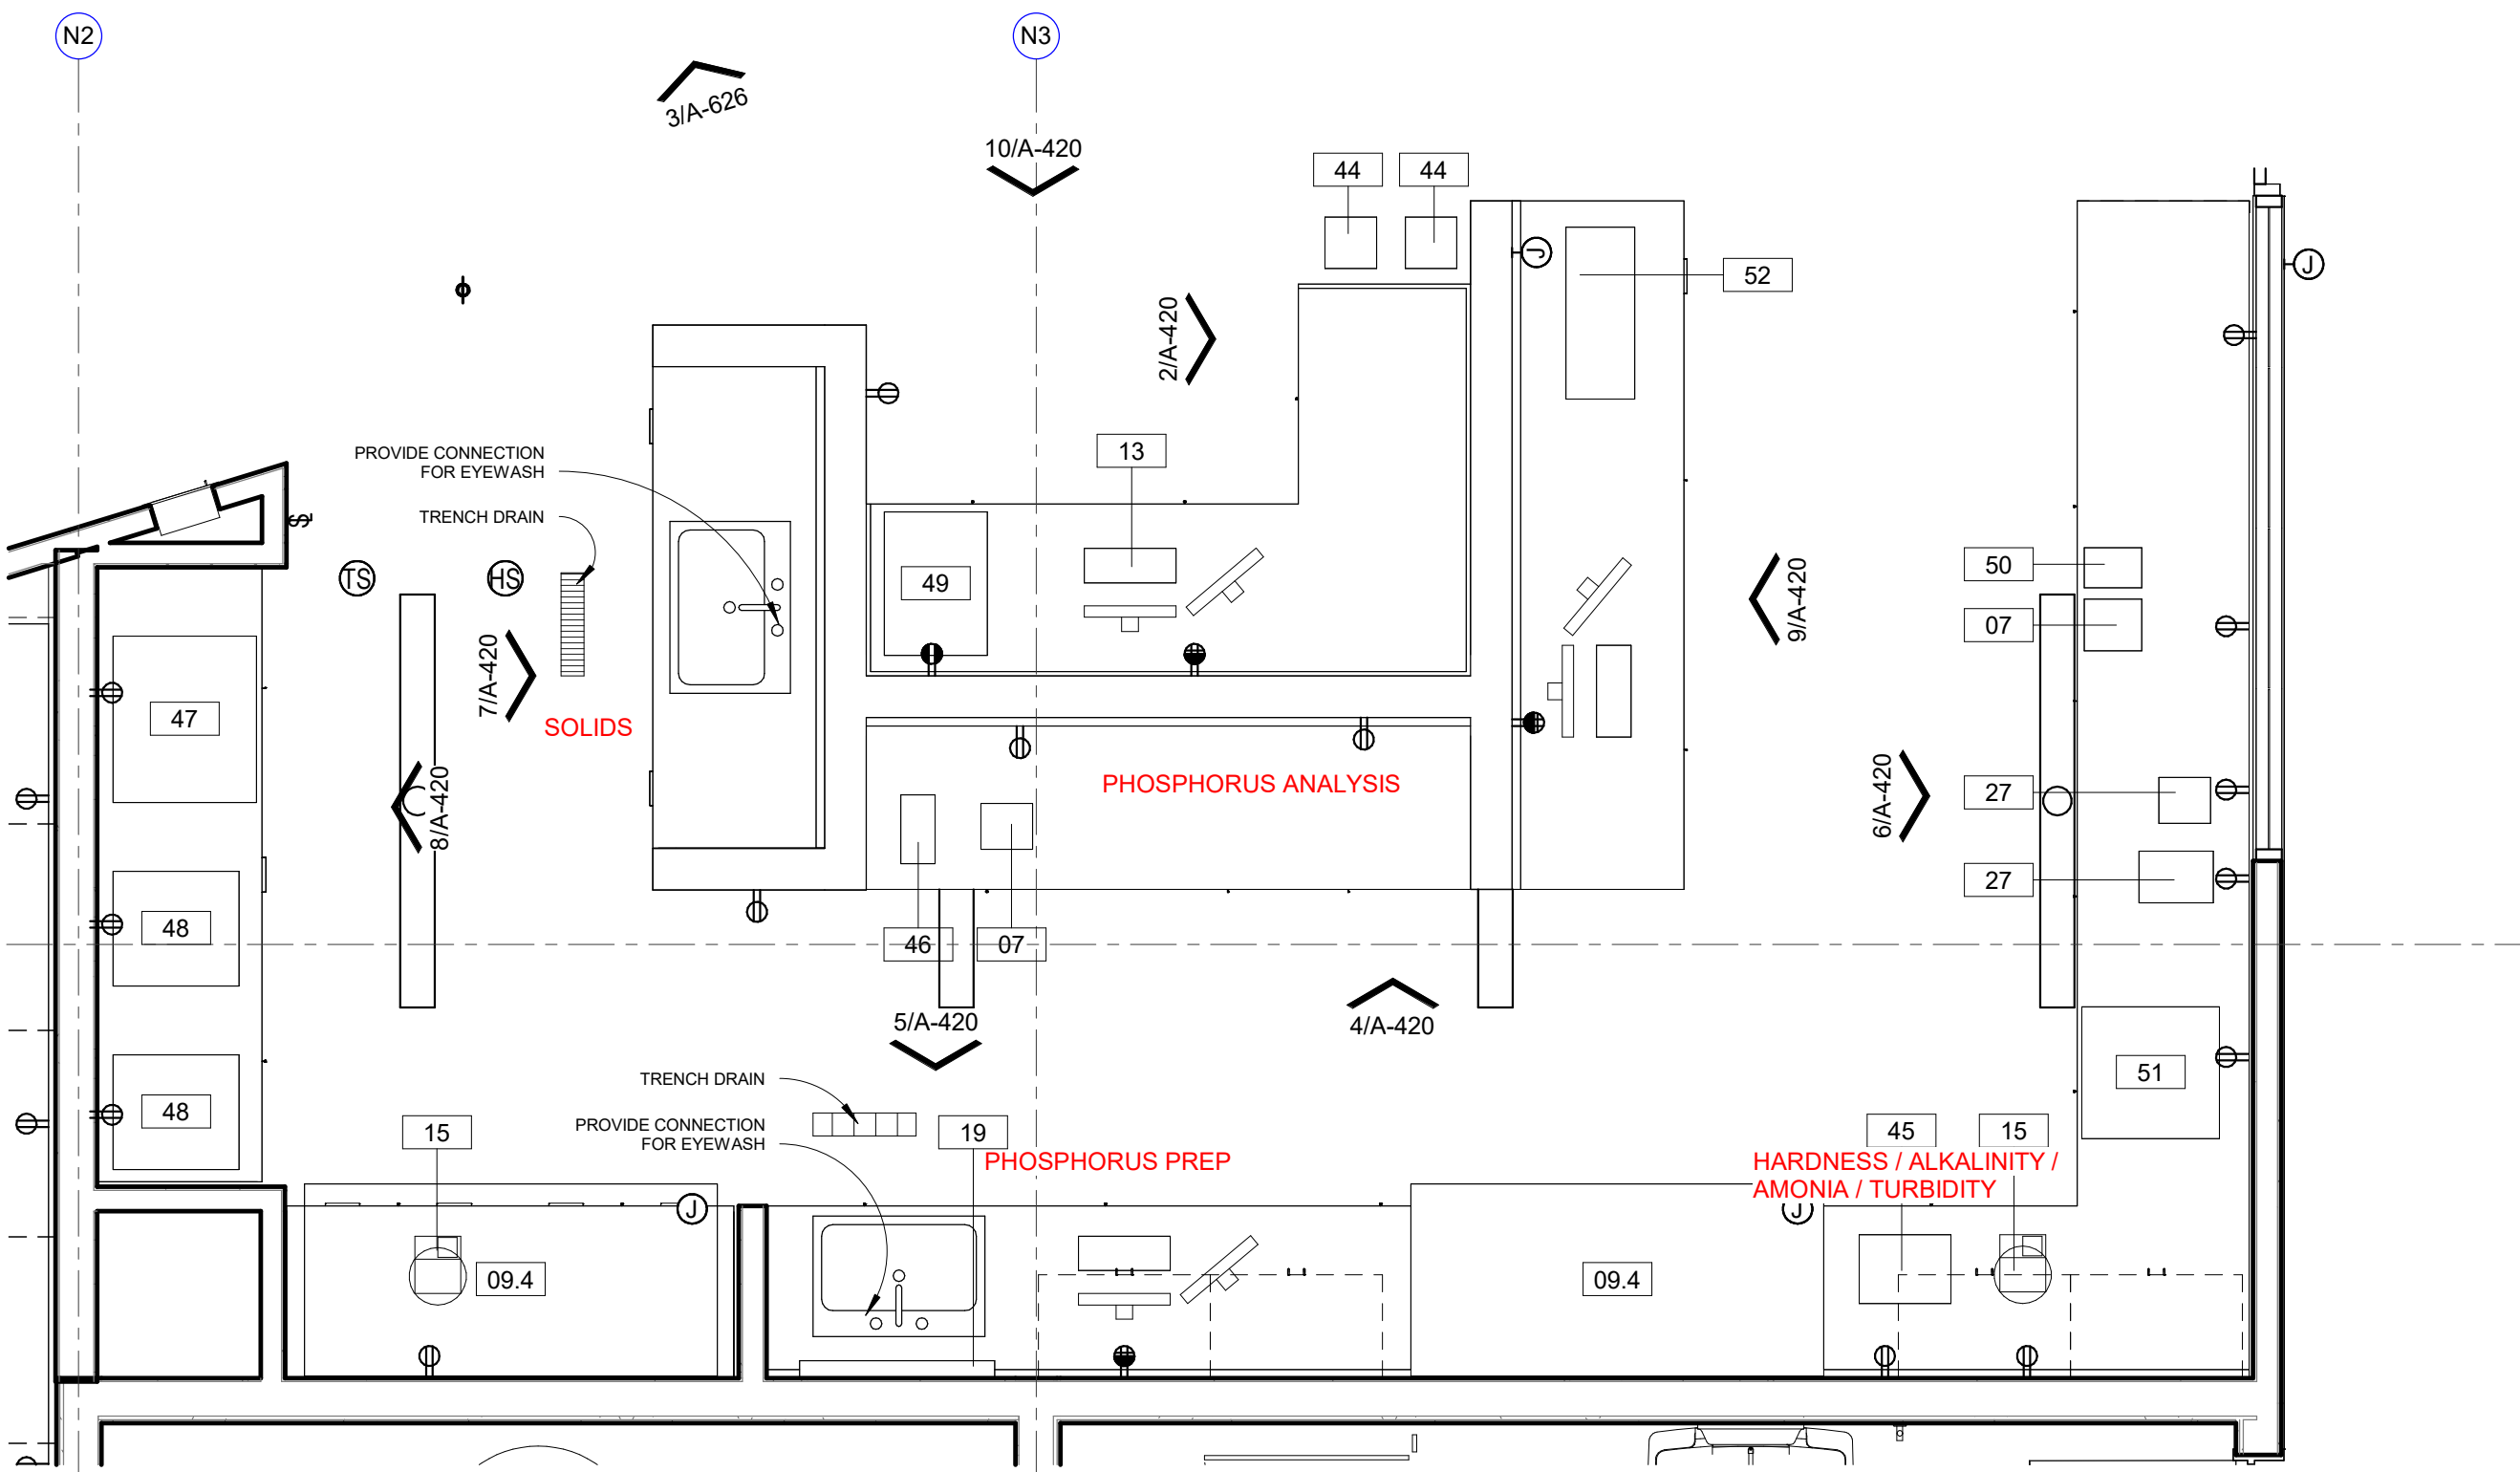 N2
N3
3/A-626
10/A-420
44
44
52
J
J
2/A-420
PROVIDE CONNECTION
FOR EYEWASH
13
TRENCH DRAIN
$
TS
HS
49
50
07
9/A-420
7/A-420
47
SOLIDS
PHOSPHORUS ANALYSIS
8/A-420
6/A-420
27
27
48
46
07
5/A-420
4/A-420
TRENCH DRAIN
51
48
15
PROVIDE CONNECTION
FOR EYEWASH
19
45
15
PHOSPHORUS PREP
HARDNESS / ALKALINITY /
AMONIA / TURBIDITY
J
J
09.4
09.4